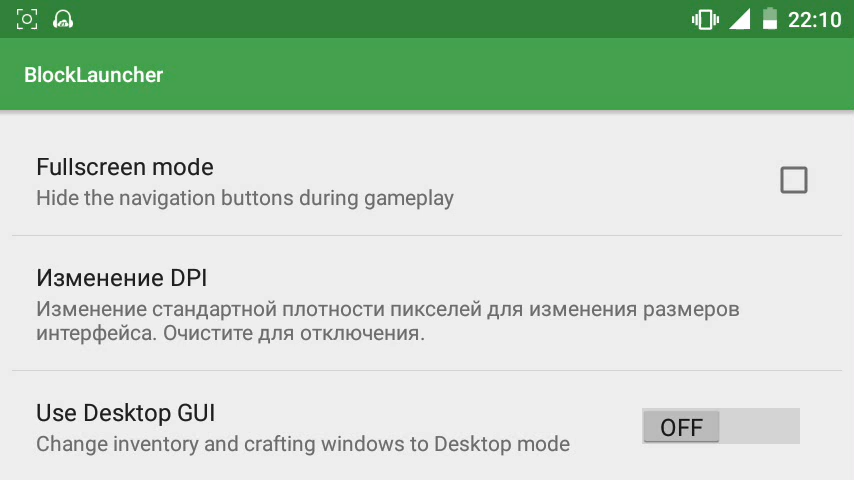 22:10
BlockLauncher
Fullscreen mode
Hide the navigation buttons during gameplay
Изменение DPI
Изменение стандартной плотности пикселей для изменения размеров
интерфейса. Очистите для отключения.
Use Desktop GUI
Change inventory and crafting windows to Desktop mode
OFF